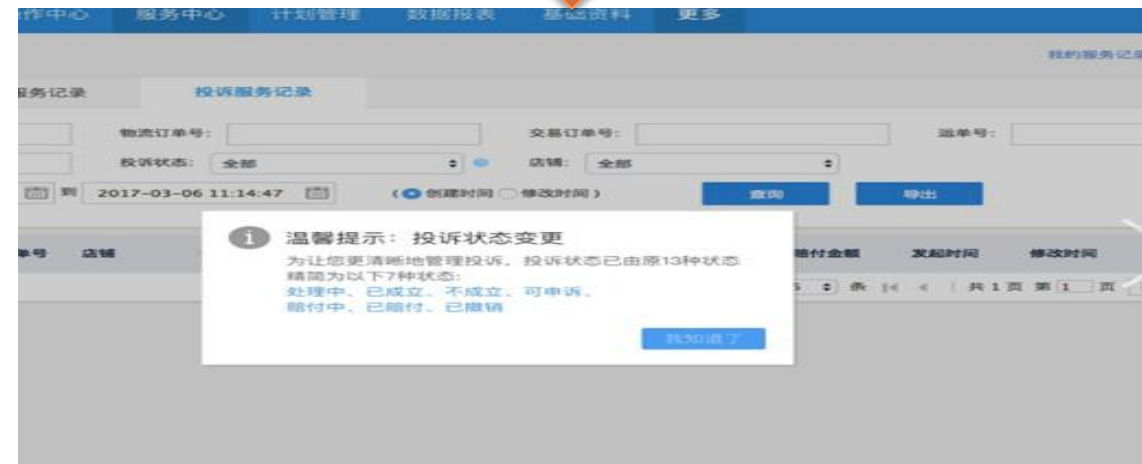 作中心 服务中心 计划管理 数据报表 基础资料 更多
我的服务记录
服务记录 投诉服务记录
物流订单号: 交易订单号: 运单号:
投诉状态: 全部 店铺: 全部
到 2017-03-06 11:14:47 (创建时间 修改时间) 查询 导出
温馨提示: 投诉状态变更
为让您更清晰地管理投诉, 投诉状态已由原13种状态
精简为以下7种状态:
处理中、已成立、不成立、可申诉、
赔付中、已赔付、已撤销
我知道了
单号 店铺 赔付金额 发起时间 修改时间
5 条 共 1 页 第 1 页